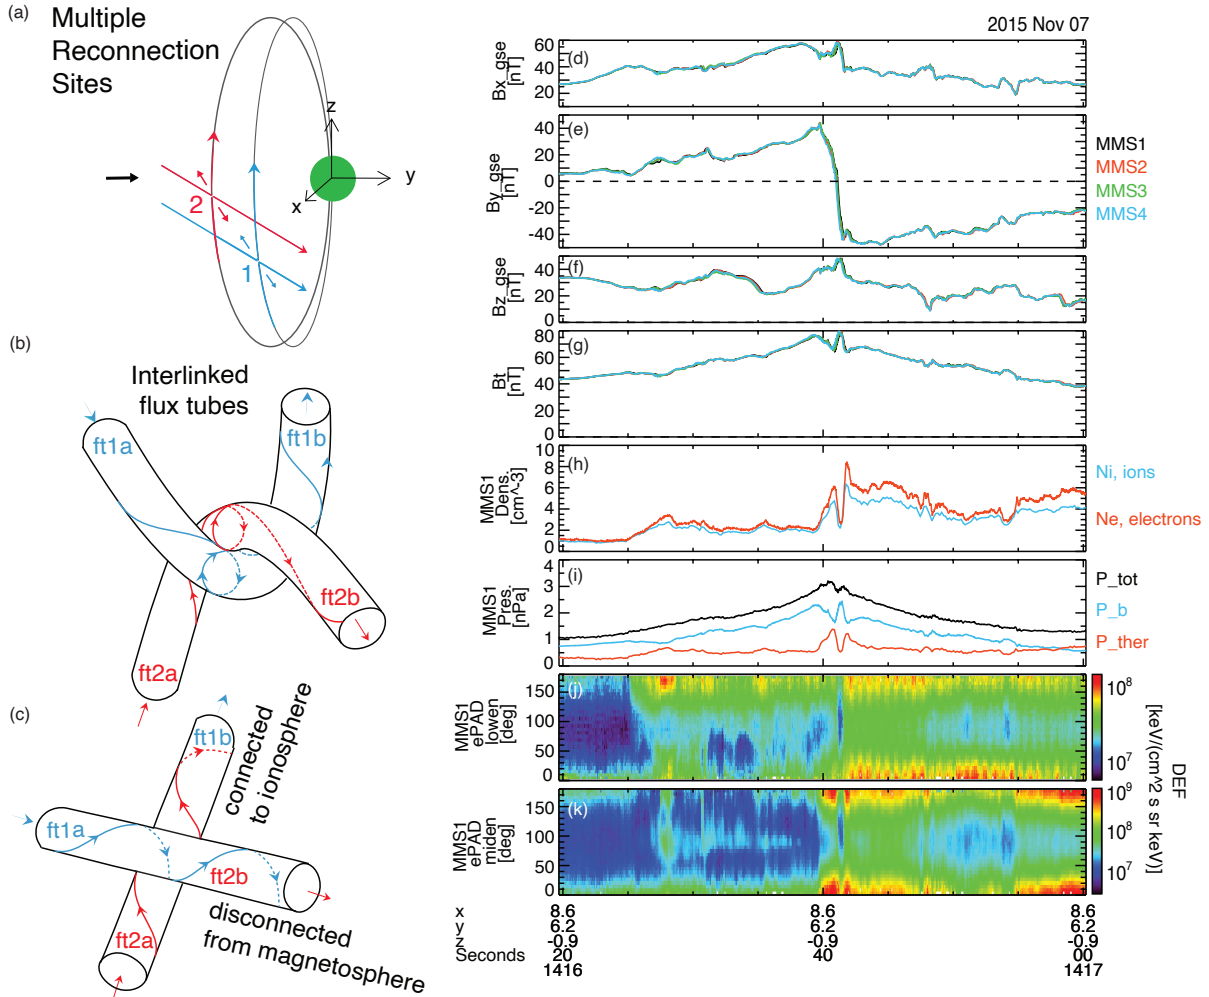 (a)
Multiple
Reconnection
Sites
z
y
x
2
1
(b)
Interlinked
flux tubes
ft1a
ft1b
ft2b
ft2a
(c)
ft1b
connected
to ionosphere
ft1a
ft2b
ft2a
disconnected
from magnetosphere
2015 Nov 07
Bx_gse
[nT]
60
40
20
(d)
By_gse
[nT]
40
20
0
-20
-40
(e)
MMS1
MMS2
MMS3
MMS4
Bz_gse
[nT]
40
20
0
(f)
Bt
[nT]
80
60
40
20
0
(g)
MMS1
Dens.
[cm^-3]
10
8
6
4
2
0
(h)
Ni, ions
Ne, electrons
MMS1
Pres.
[nPa]
4
3
2
1
0
(i)
P_tot
P_b
P_ther
MMS1
ePAD
lowen
[deg]
150
100
50
0
(j)
10^8
10^7
MMS1
ePAD
miden
[deg]
150
100
50
0
(k)
10^9
10^8
10^7
DEF
[keV/(cm^2 s sr keV)]
x 8.6 8.6 8.6
y 6.2 6.2 6.2
z -0.9 -0.9 -0.9
Seconds 20 40 00
1416 1417